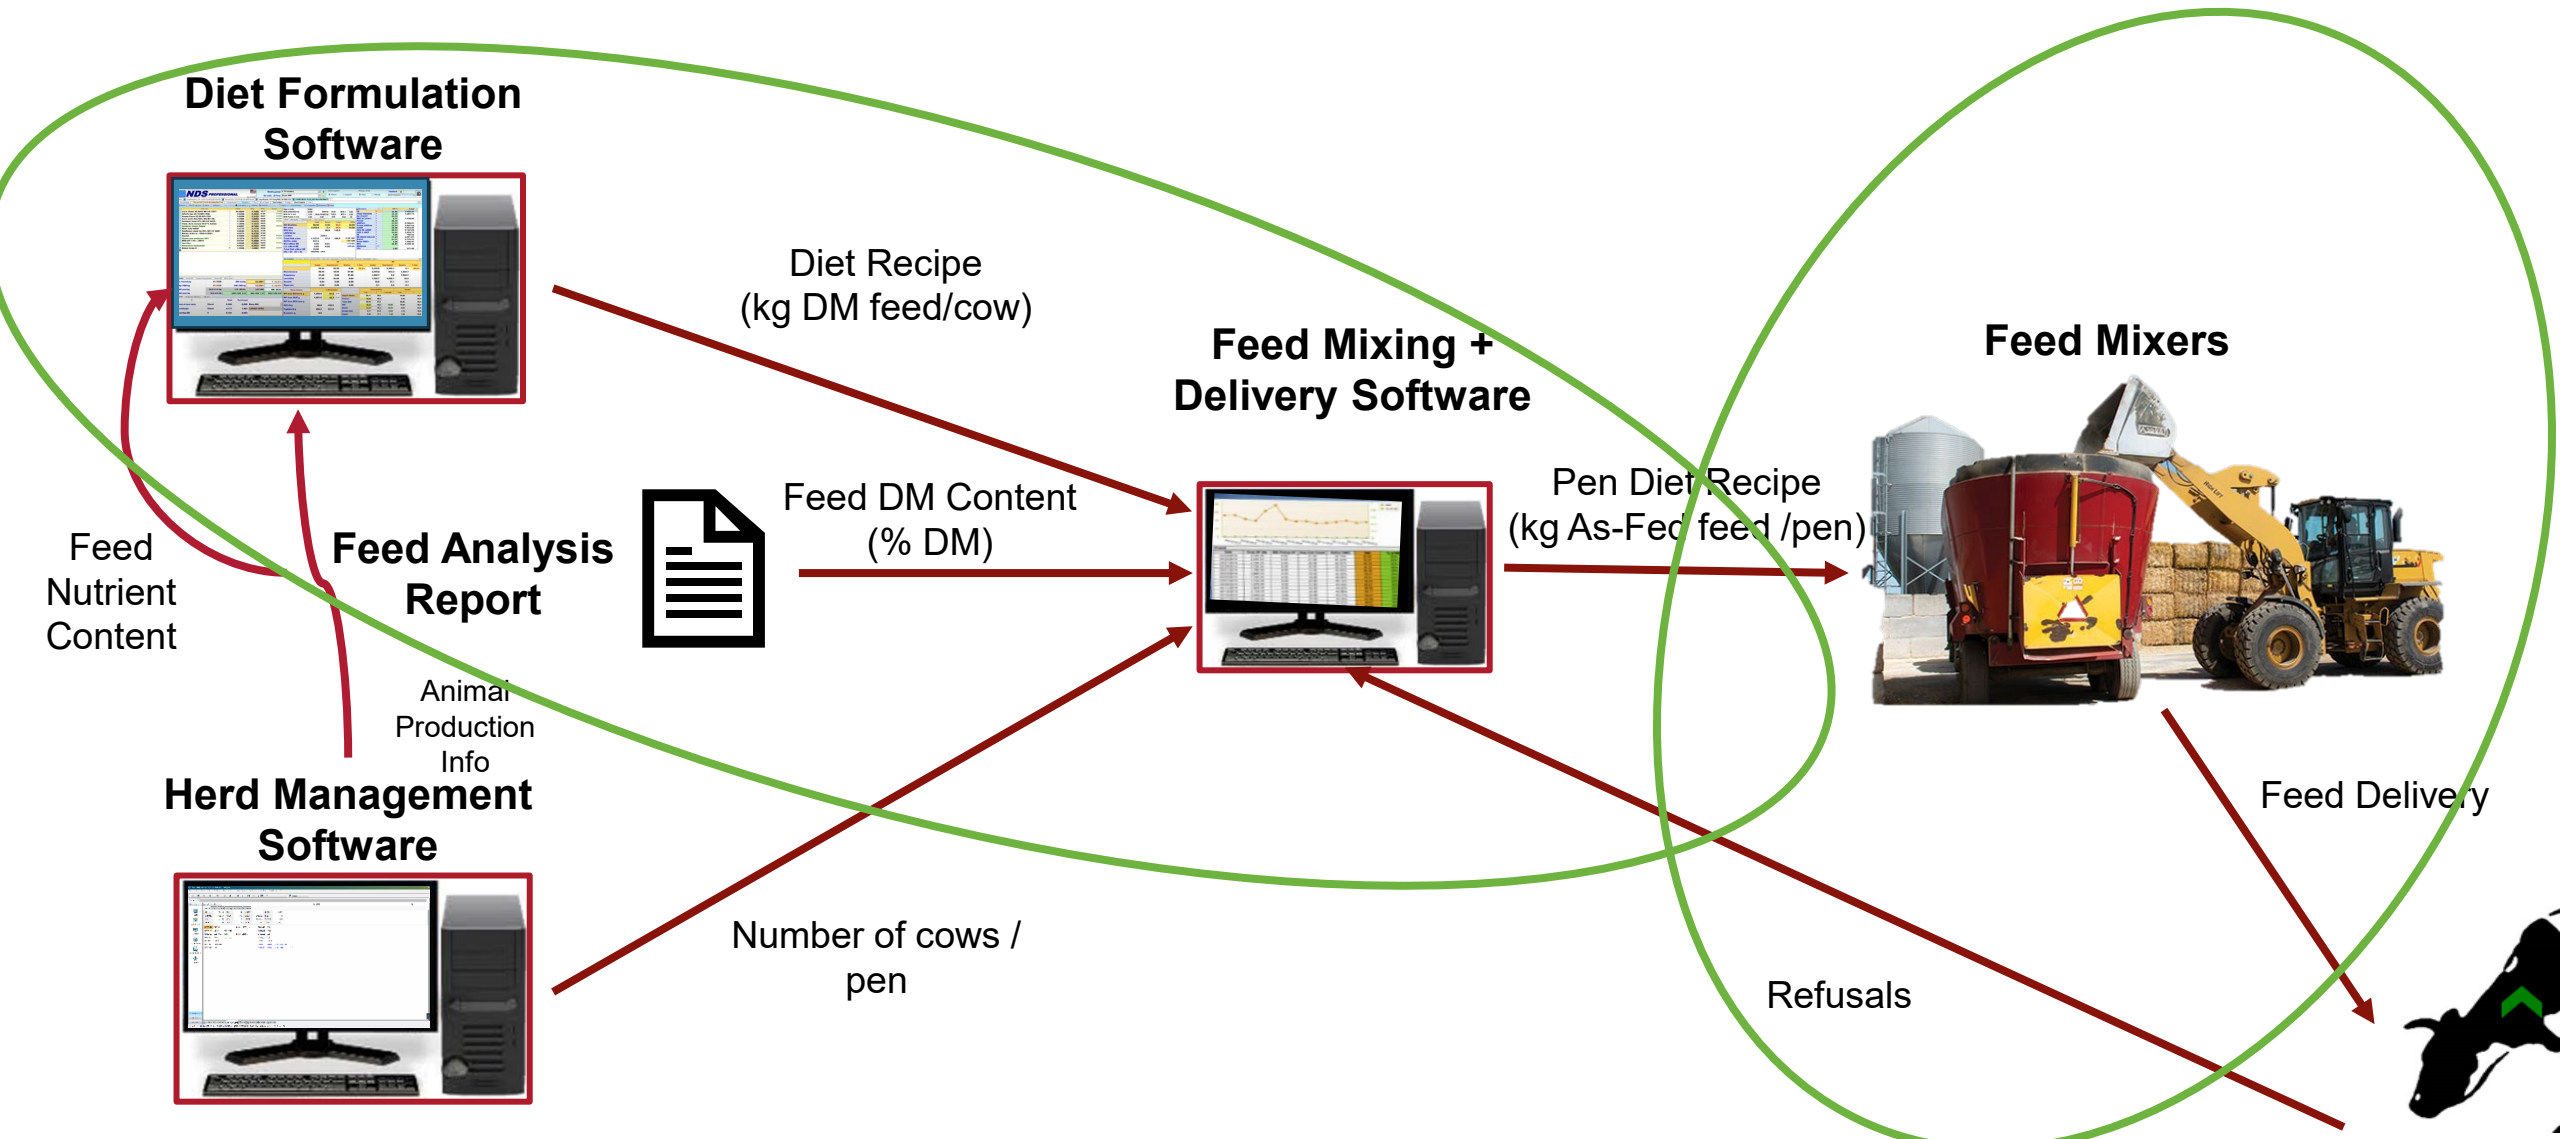 Diet Formulation
Software
NDS PROFESSIONAL
Diet Recipe
(kg DM feed/cow)
Feed Mixing +
Delivery Software
Feed Mixers
Feed DM Content
(% DM)
Pen Diet Recipe
(kg As-Fed feed /pen)
Feed
Nutrient
Content
Feed Analysis
Report
Animal
Production
Info
Herd Management
Software
Feed Delivery
Number of cows /
pen
Refusals